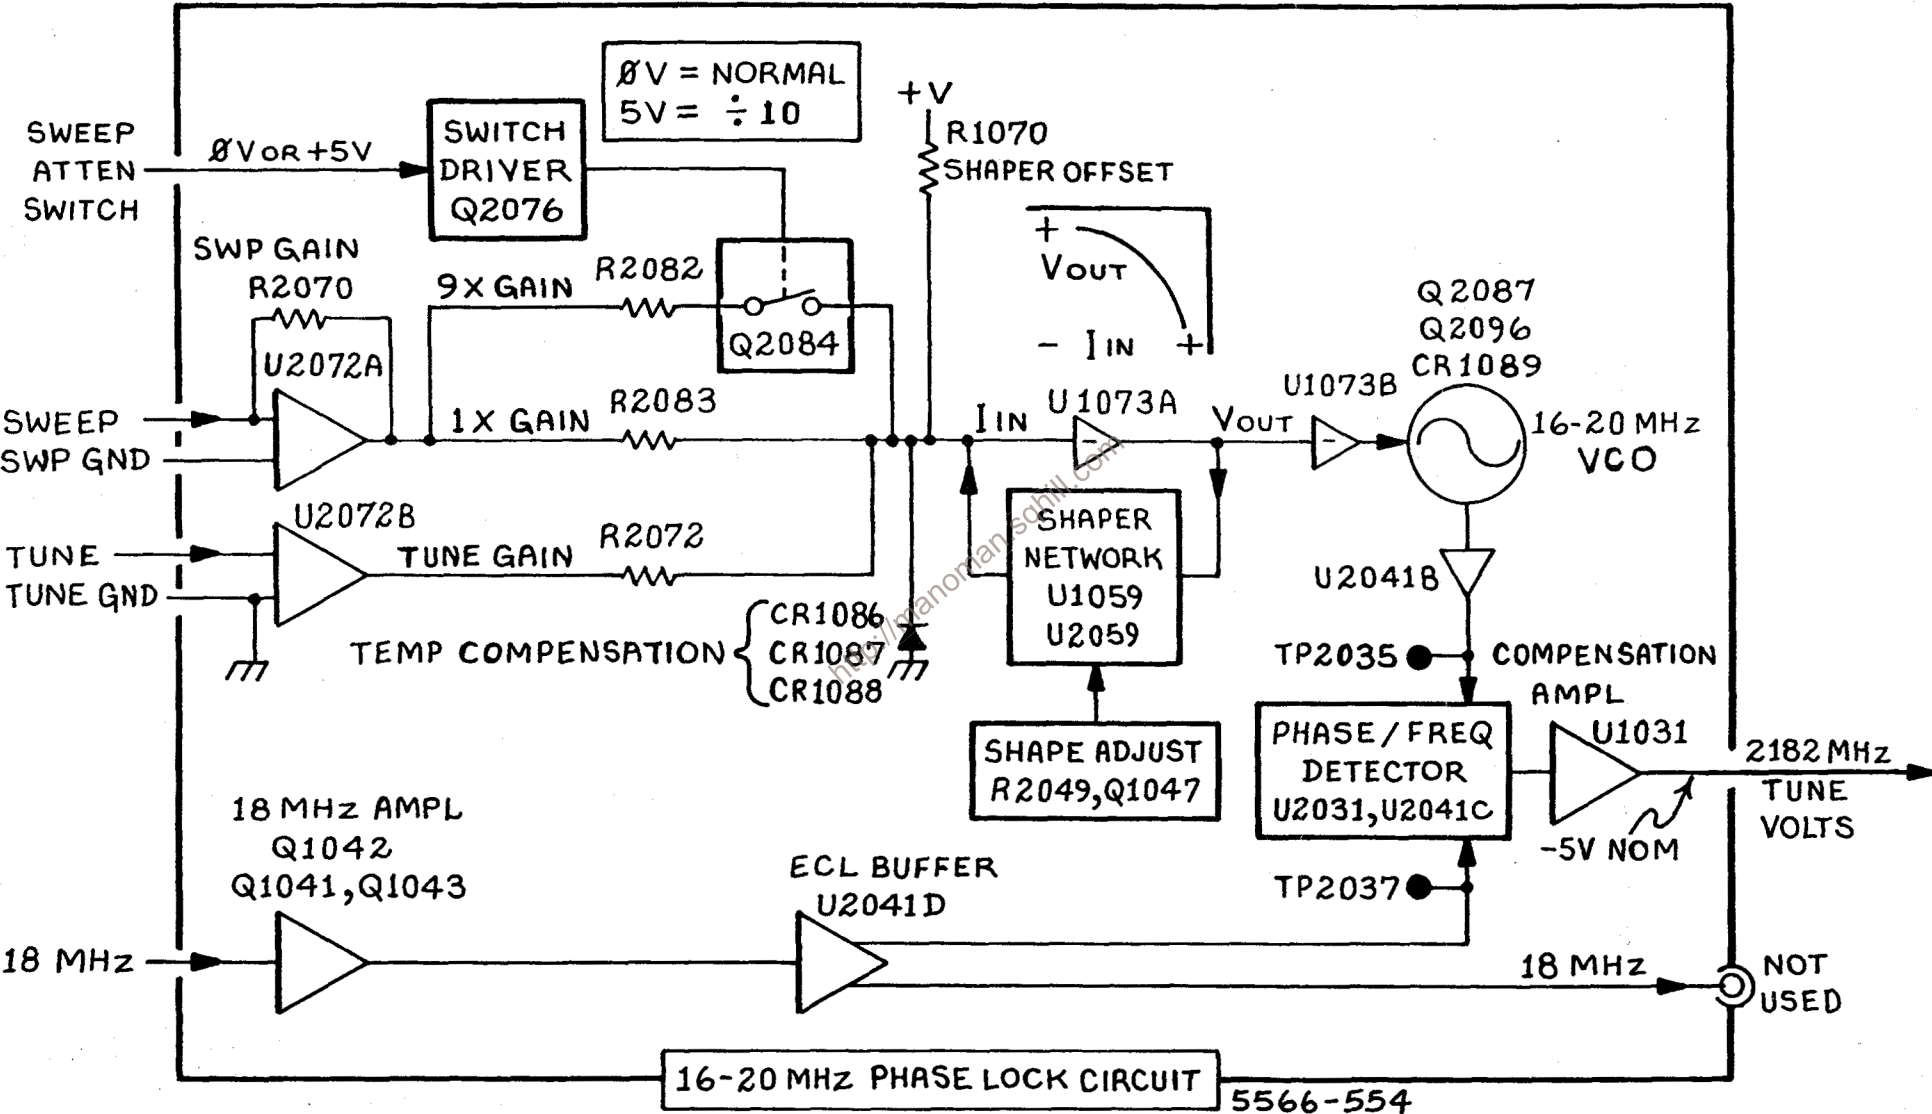 ØV = NORMAL
5V = ÷ 10
SWEEP
ATTEN
SWITCH
ØV OR +5V
SWITCH
DRIVER
Q2076
+V
R1070
SHAPER OFFSET
SWP GAIN
R2070
U2072A
9X GAIN
R2082
Q2084
+
VOUT
- IIN +
Q2087
Q2096
CR1089
16-20 MHz
VCO
SWEEP
SWP GND
1X GAIN
R2083
IIN
U1073A
-
VOUT
U1073B
-
TUNE
TUNE GND
U2072B
TUNE GAIN
R2072
SHAPER
NETWORK
U1059
U2059
U2041B
TEMP COMPENSATION
CR1086
CR1087
CR1088
TP2035
COMPENSATION
AMPL
U1031
SHAPE ADJUST
R2049,Q1047
PHASE/FREQ
DETECTOR
U2031,U2041C
2182 MHz
TUNE
VOLTS
-5V NOM
18 MHz AMPL
Q1042
Q1041,Q1043
ECL BUFFER
U2041D
TP2037
18 MHz
18 MHz
NOT
USED
16-20 MHz PHASE LOCK CIRCUIT
5566-554
http://manoman.sqhill.com